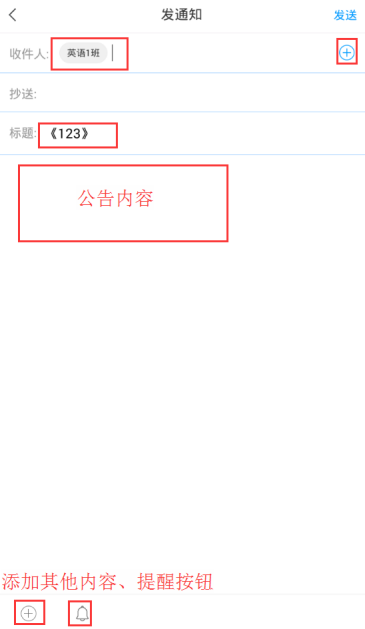 发通知
发送
收件人: 英语1班
抄送:
标题: 《123》
公告内容
添加其他内容、提醒按钮